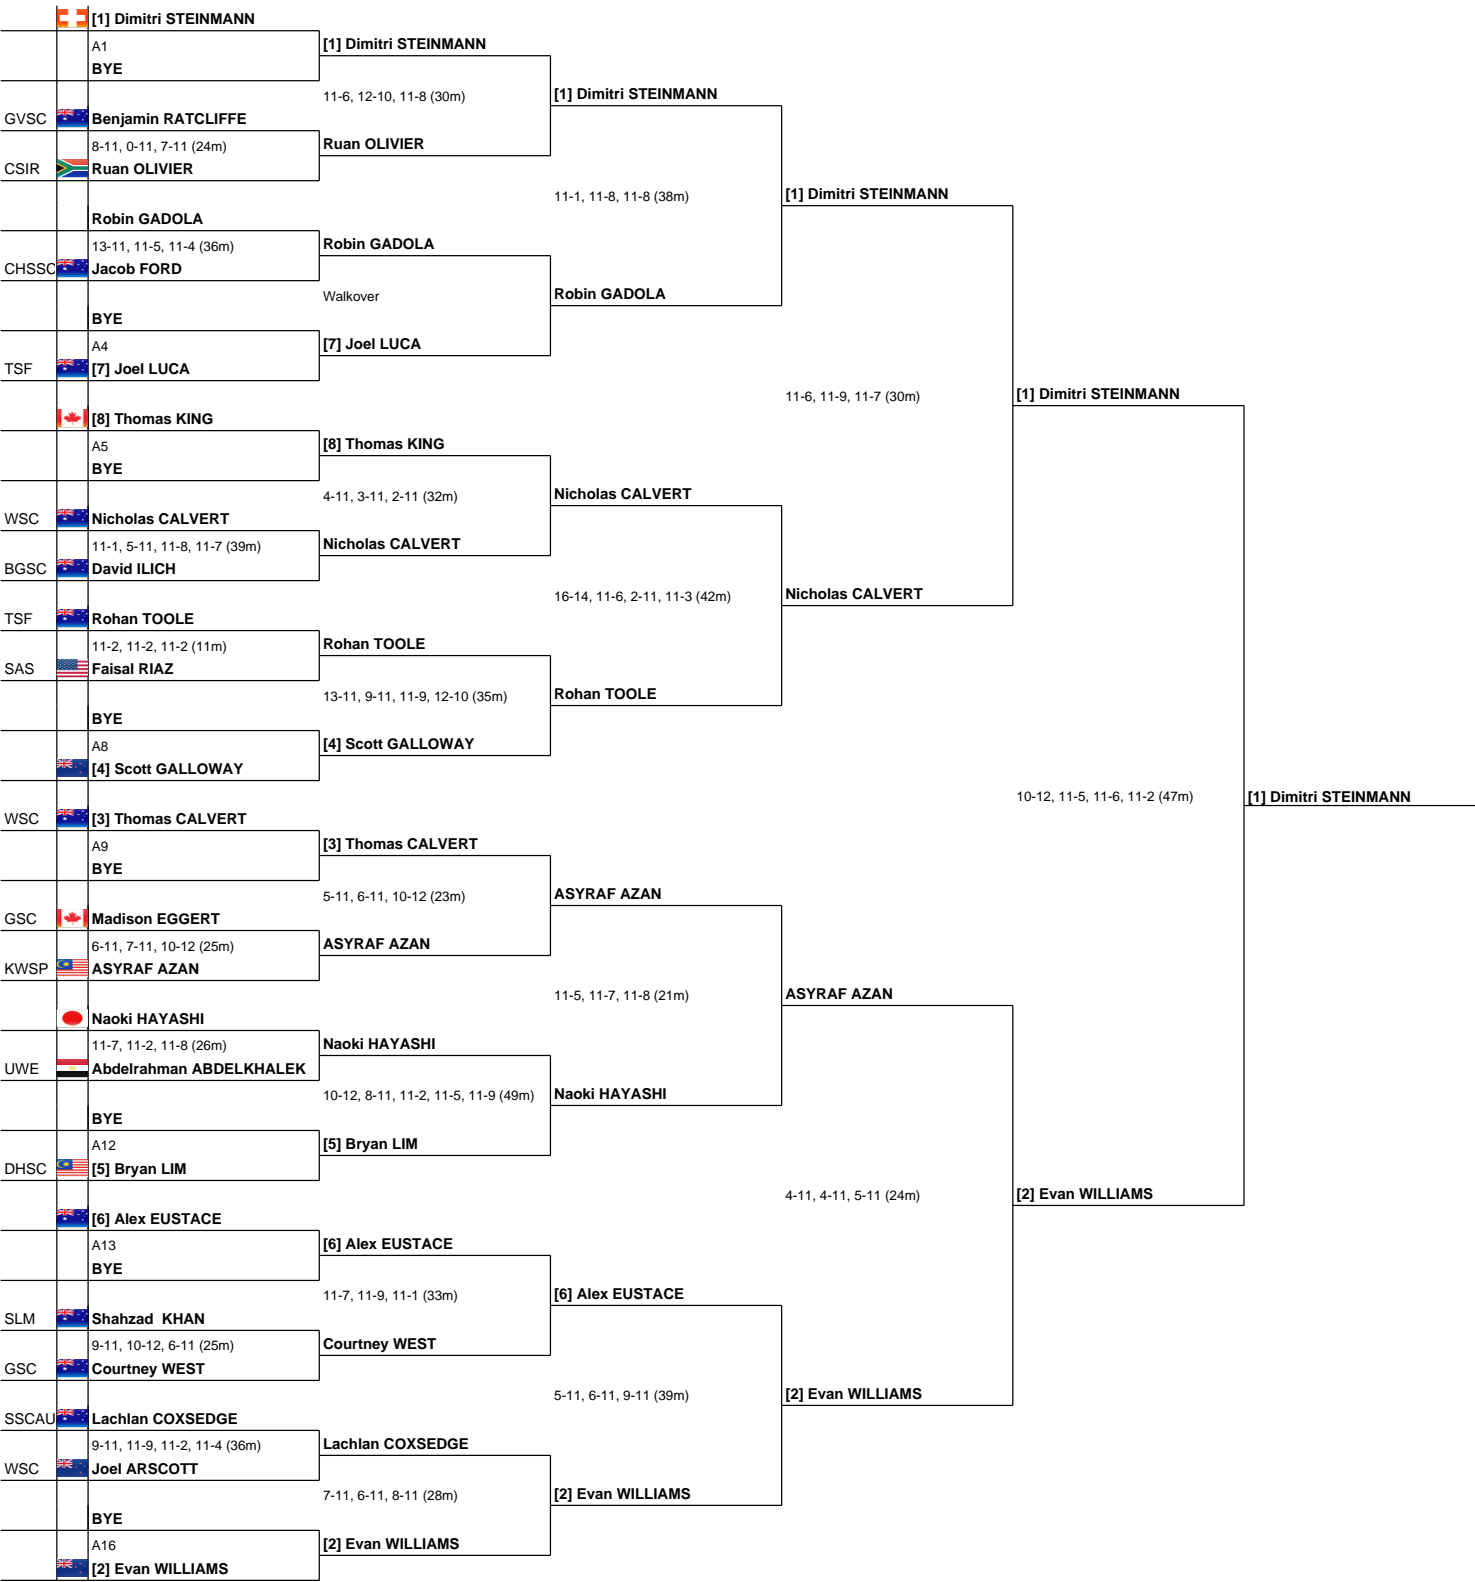 [1] Dimitri STEINMANN
A1
BYE
GVSC Benjamin RATCLIFFE
8-11, 0-11, 7-11 (24m)
CSIR Ruan OLIVIER
Robin GADOLA
13-11, 11-5, 11-4 (36m)
CHSSC Jacob FORD
BYE
A4
TSF [7] Joel LUCA
[8] Thomas KING
A5
BYE
WSC Nicholas CALVERT
11-1, 5-11, 11-8, 11-7 (39m)
BGSC David ILICH
TSF Rohan TOOLE
11-2, 11-2, 11-2 (11m)
SAS Faisal RIAZ
BYE
A8
[4] Scott GALLOWAY
WSC [3] Thomas CALVERT
A9
BYE
GSC Madison EGGERT
6-11, 7-11, 10-12 (25m)
KWSP ASYRAF AZAN
Naoki HAYASHI
11-7, 11-2, 11-8 (26m)
UWE Abdelrahman ABDELKHALEK
BYE
A12
DHSC [5] Bryan LIM
[6] Alex EUSTACE
A13
BYE
SLM Shahzad  KHAN
9-11, 10-12, 6-11 (25m)
GSC Courtney WEST
SSCAU Lachlan COXSEDGE
9-11, 11-9, 11-2, 11-4 (36m)
WSC Joel ARSCOTT
BYE
A16
[2] Evan WILLIAMS
[1] Dimitri STEINMANN
11-6, 12-10, 11-8 (30m)
Ruan OLIVIER
Robin GADOLA
Walkover
[7] Joel LUCA
[8] Thomas KING
4-11, 3-11, 2-11 (32m)
Nicholas CALVERT
Rohan TOOLE
13-11, 9-11, 11-9, 12-10 (35m)
[4] Scott GALLOWAY
[3] Thomas CALVERT
5-11, 6-11, 10-12 (23m)
ASYRAF AZAN
Naoki HAYASHI
10-12, 8-11, 11-2, 11-5, 11-9 (49m)
[5] Bryan LIM
[6] Alex EUSTACE
11-7, 11-9, 11-1 (33m)
Courtney WEST
Lachlan COXSEDGE
7-11, 6-11, 8-11 (28m)
[2] Evan WILLIAMS
[1] Dimitri STEINMANN
11-1, 11-8, 11-8 (38m)
Robin GADOLA
Nicholas CALVERT
16-14, 11-6, 2-11, 11-3 (42m)
Rohan TOOLE
ASYRAF AZAN
11-5, 11-7, 11-8 (21m)
Naoki HAYASHI
[6] Alex EUSTACE
5-11, 6-11, 9-11 (39m)
[2] Evan WILLIAMS
[1] Dimitri STEINMANN
11-6, 11-9, 11-7 (30m)
Nicholas CALVERT
ASYRAF AZAN
4-11, 4-11, 5-11 (24m)
[2] Evan WILLIAMS
[1] Dimitri STEINMANN
10-12, 11-5, 11-6, 11-2 (47m)
[2] Evan WILLIAMS
[1] Dimitri STEINMANN